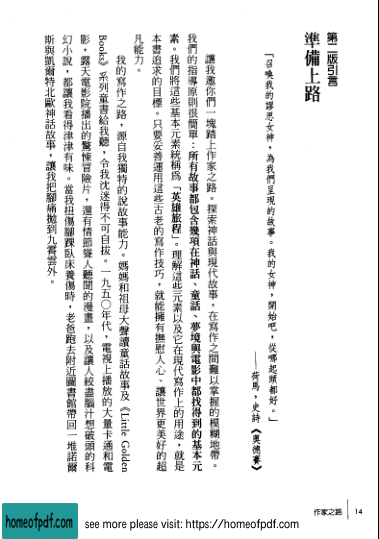 第二版引言
準備上路
「召喚我的謬思女神，為我們呈現的故事。我的女神，開始吧，從哪起頭都好。」
——荷馬，史詩《奧德賽》
讓我邀你們一塊踏上作家之路。探索神話與現代故事，在寫作之間難以掌握的模糊地帶。
我們的指導原則很簡單：所有故事都包含幾項在神話、童話、夢境與電影中都找得到的基本元
素。我們將這些基本元素統稱為「英雄旅程」。理解這些元素以及它在現代寫作上的用途，就是
本書追求的目標。只要妥善運用這些古老的寫作技巧，就能擁有撫慰人心、讓世界更美好的超
凡能力。
我的寫作之路，源自我獨特的說故事能力。媽媽和祖母大聲讀童話故事及《Little Golden
Books》系列童書給我聽，令我沈迷得不可自拔。一九五〇年代，電視上播放的大量卡通和電
影，露天電影院播出的驚悚冒險片，還有情節聳人聽聞的漫畫，以及讓人絞盡腦汁想破頭的科
幻小說，都讓我看得津津有味。當我扭傷腳踝臥床養傷時，老爸跑去附近圖書館帶回一堆諾爾
斯與凱爾特北歐神話故事，讓我把腳痛拋到九霄雲外。
作家之路 14
homeofpdf.com
see more please visit: https://homeofpdf.com